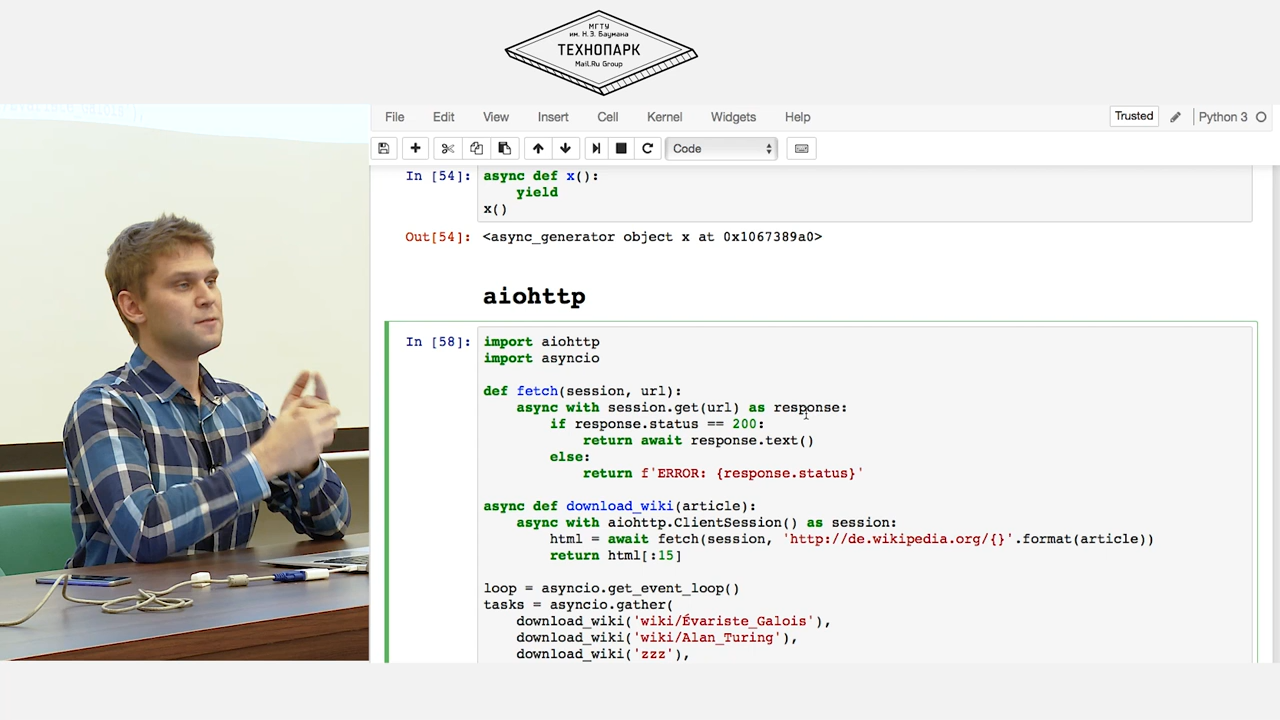 МГТУ
им. Н.Э. Баумана
ТЕХНОПАРК
Mail.Ru Group
File Edit View Insert Cell Kernel Widgets Help Trusted Python 3
Code
In [54]: async def x():
yield
x()
Out[54]: <async_generator object x at 0x1067389a0>
aiohttp
In [58]: import aiohttp
import asyncio
def fetch(session, url):
async with session.get(url) as response:
if response.status == 200:
return await response.text()
else:
return f'ERROR: {response.status}'
async def download_wiki(article):
async with aiohttp.ClientSession() as session:
html = await fetch(session, 'http://de.wikipedia.org/{}'.format(article))
return html[:15]
loop = asyncio.get_event_loop()
tasks = asyncio.gather(
download_wiki('wiki/Évariste_Galois'),
download_wiki('wiki/Alan_Turing'),
download_wiki('zzz'),